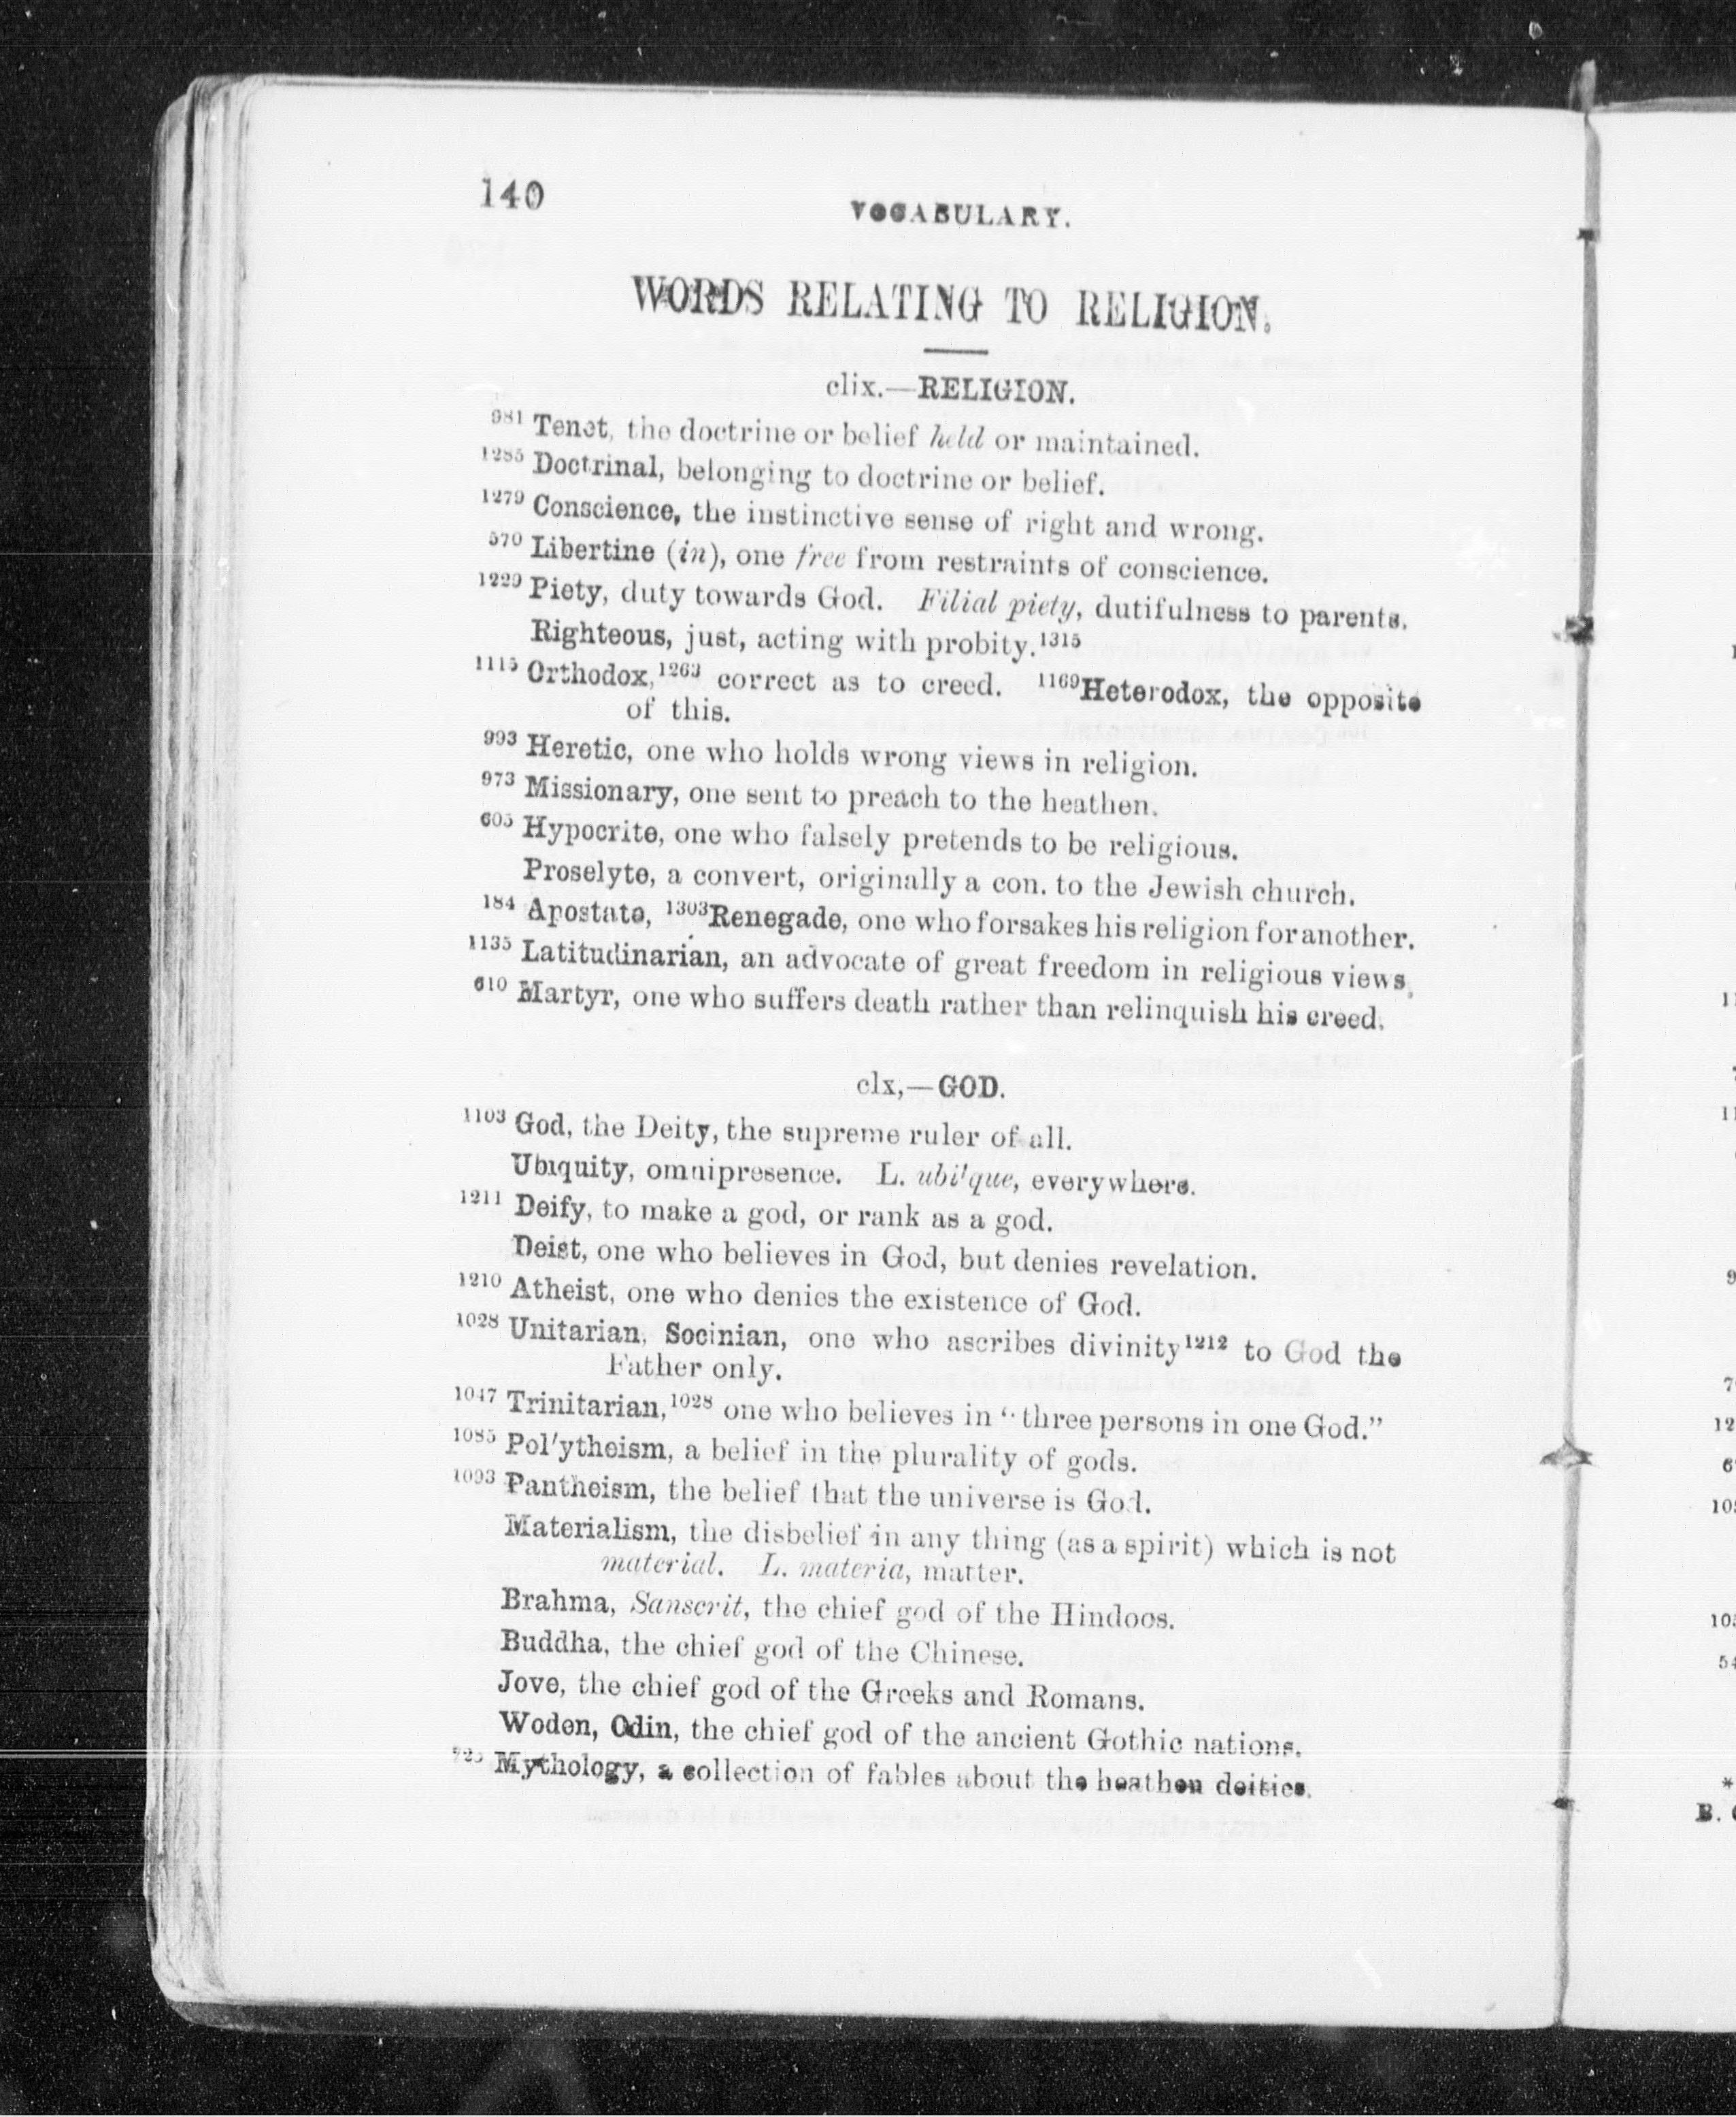 140
VOCABULARY.
WORDS RELATING TO RELIGION.
clix.—RELIGION.
981 Tenet, the doctrine or belief held or maintained.
1285 Doctrinal, belonging to doctrine or belief.
1279 Conscience, the instinctive sense of right and wrong.
570 Libertine (in), one free from restraints of conscience.
1229 Piety, duty towards God. Filial piety, dutifulness to parents.
Righteous, just, acting with probity.1315
1115 Orthodox,1263 correct as to creed. 1169Heterodox, the opposite
of this.
993 Heretic, one who holds wrong views in religion.
973 Missionary, one sent to preach to the heathen.
605 Hypocrite, one who falsely pretends to be religious.
Proselyte, a convert, originally a con. to the Jewish church.
184 Apostate, 1303Renegade, one who forsakes his religion for another.
1135 Latitudinarian, an advocate of great freedom in religious views.
610 Martyr, one who suffers death rather than relinquish his creed.
clx,—GOD.
1103 God, the Deity, the supreme ruler of all.
Ubiquity, omnipresence. L. ubi'que, everywhere.
1211 Deify, to make a god, or rank as a god.
Deist, one who believes in God, but denies revelation.
1210 Atheist, one who denies the existence of God.
1028 Unitarian, Socinian, one who ascribes divinity1212 to God the
Father only.
1047 Trinitarian,1028 one who believes in “three persons in one God.”
1085 Pol'ytheism, a belief in the plurality of gods.
1093 Pantheism, the belief that the universe is God.
Materialism, the disbelief in any thing (as a spirit) which is not
material. L. materia, matter.
Brahma, Sanscrit, the chief god of the Hindoos.
Buddha, the chief god of the Chinese.
Jove, the chief god of the Greeks and Romans.
Woden, Odin, the chief god of the ancient Gothic nations.
Mythology, a collection of fables about the heathen deities.